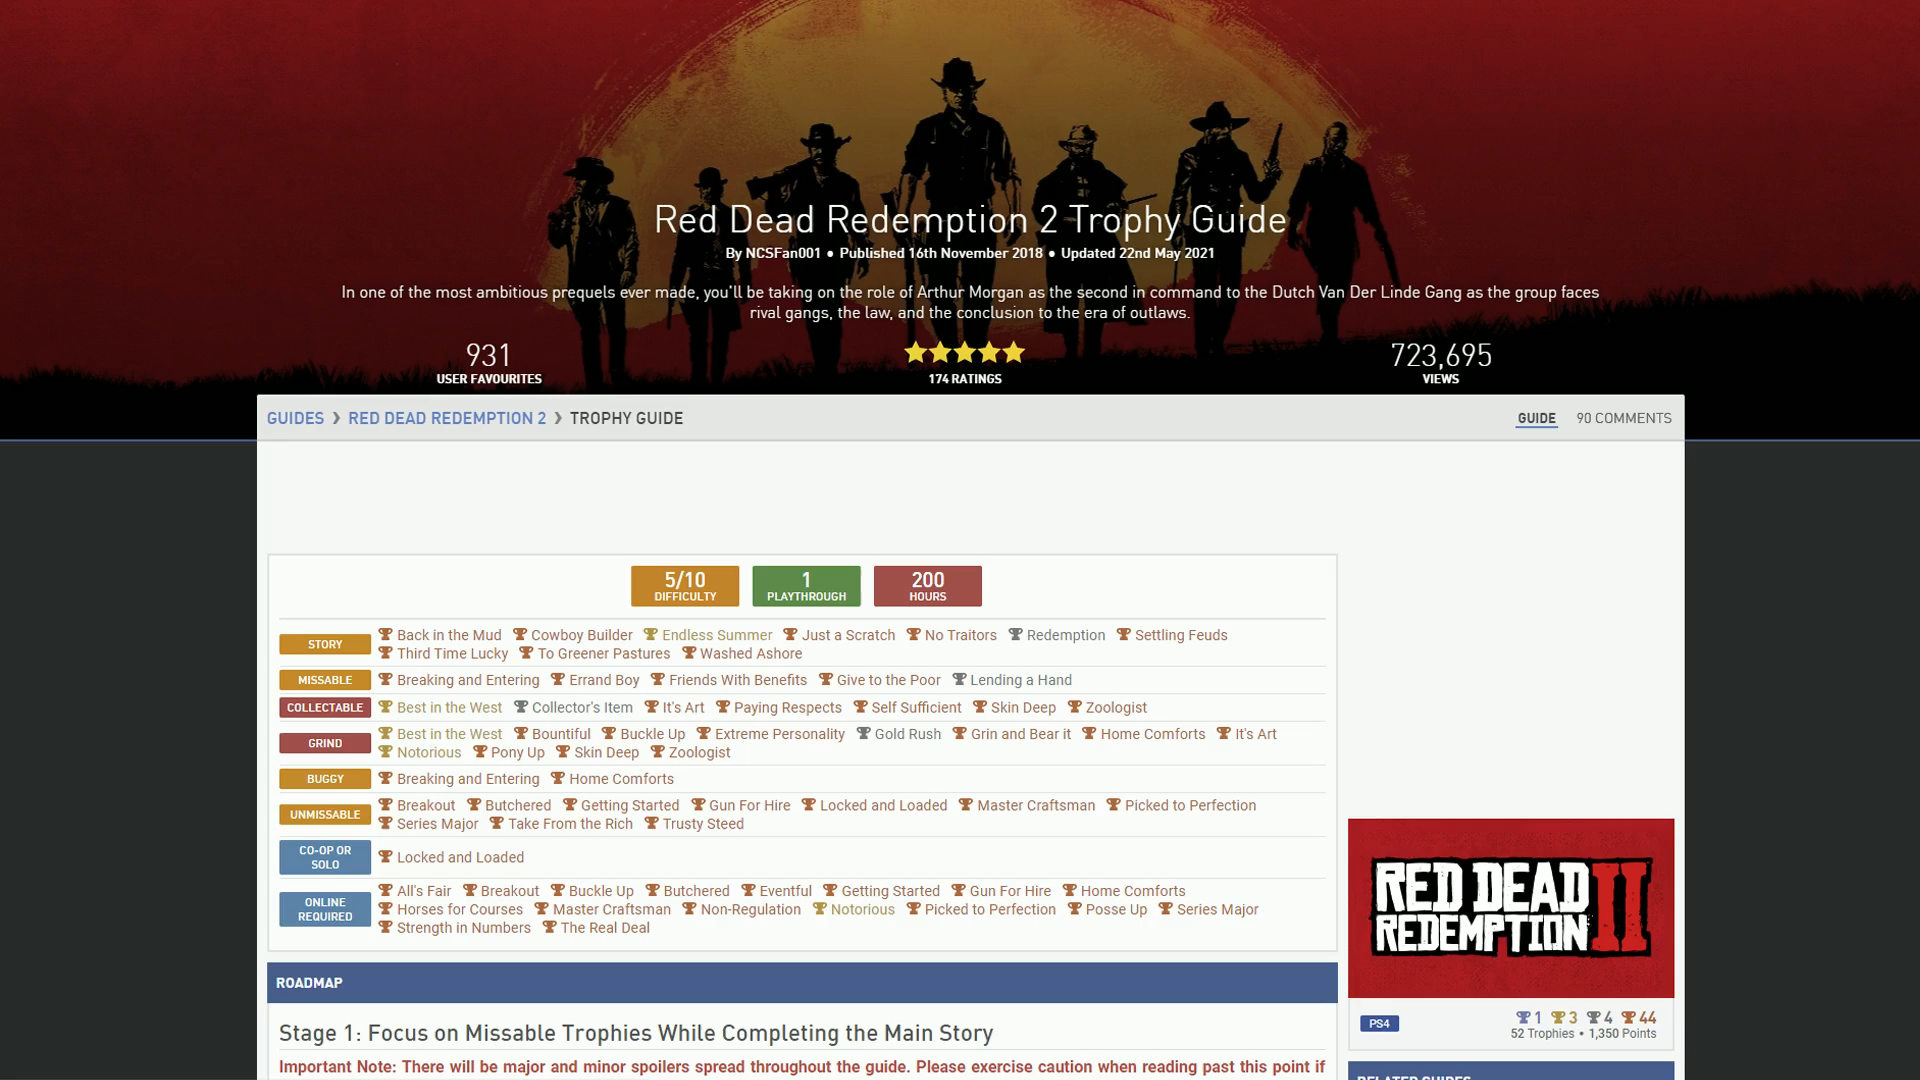 Red Dead Redemption 2 Trophy Guide
By NCSFan001 • Published 16th November 2018 • Updated 22nd May 2021
In one of the most ambitious prequels ever made, you'll be taking on the role of Arthur Morgan as the second in command to the Dutch Van Der Linde Gang as the group faces
rival gangs, the law, and the conclusion to the era of outlaws.
931
USER FAVOURITES
174 RATINGS
723,695
VIEWS
GUIDES › RED DEAD REDEMPTION 2 › TROPHY GUIDE
GUIDE 90 COMMENTS
5/10
DIFFICULTY
1
PLAYTHROUGH
200
HOURS
STORY
Back in the Mud Cowboy Builder Endless Summer Just a Scratch No Traitors Redemption Settling Feuds
Third Time Lucky To Greener Pastures Washed Ashore
MISSABLE
Breaking and Entering Errand Boy Friends With Benefits Give to the Poor Lending a Hand
COLLECTABLE
Best in the West Collector's Item It's Art Paying Respects Self Sufficient Skin Deep Zoologist
GRIND
Best in the West Bountiful Buckle Up Extreme Personality Gold Rush Grin and Bear it Home Comforts It's Art
Notorious Pony Up Skin Deep Zoologist
BUGGY
Breaking and Entering Home Comforts
UNMISSABLE
Breakout Butchered Getting Started Gun For Hire Locked and Loaded Master Craftsman Picked to Perfection
Series Major Take From the Rich Trusty Steed
CO-OP OR
SOLO
Locked and Loaded
ONLINE
REQUIRED
All's Fair Breakout Buckle Up Butchered Eventful Getting Started Gun For Hire Home Comforts
Horses for Courses Master Craftsman Non-Regulation Notorious Picked to Perfection Posse Up Series Major
Strength in Numbers The Real Deal
ROADMAP
Stage 1: Focus on Missable Trophies While Completing the Main Story
Important Note: There will be major and minor spoilers spread throughout the guide. Please exercise caution when reading past this point if
RED DEAD
REDEMPTION II
PS4
1 3 4 44
52 Trophies • 1,350 Points
RELATED GUIDES